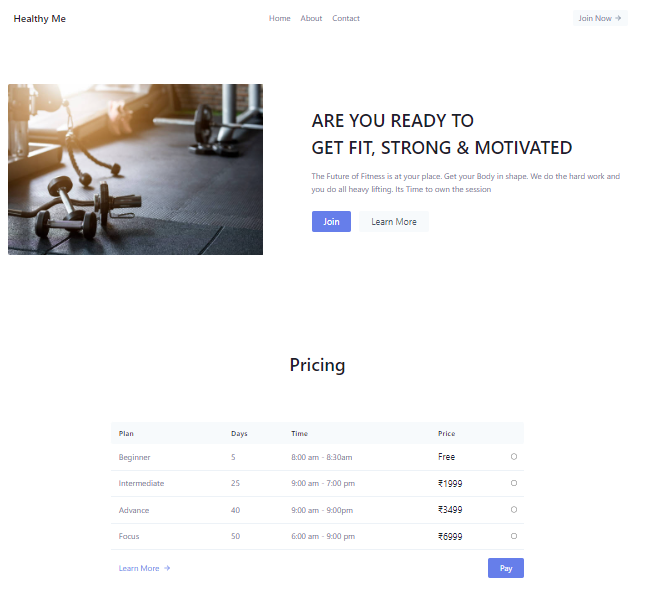 Healthy Me
Home About Contact
Join Now →
ARE YOU READY TO
GET FIT, STRONG & MOTIVATED
The Future of Fitness is at your place. Get your Body in shape. We do the hard work and
you do all heavy lifting. Its Time to own the session
Join Learn More
Pricing
Plan Days Time Price
Beginner 5 8:00 am - 8:30am Free
Intermediate 25 9:00 am - 7:00 pm ₹1999
Advance 40 9:00 am - 9:00pm ₹3499
Focus 50 6:00 am - 9:00 pm ₹6999
Learn More → Pay